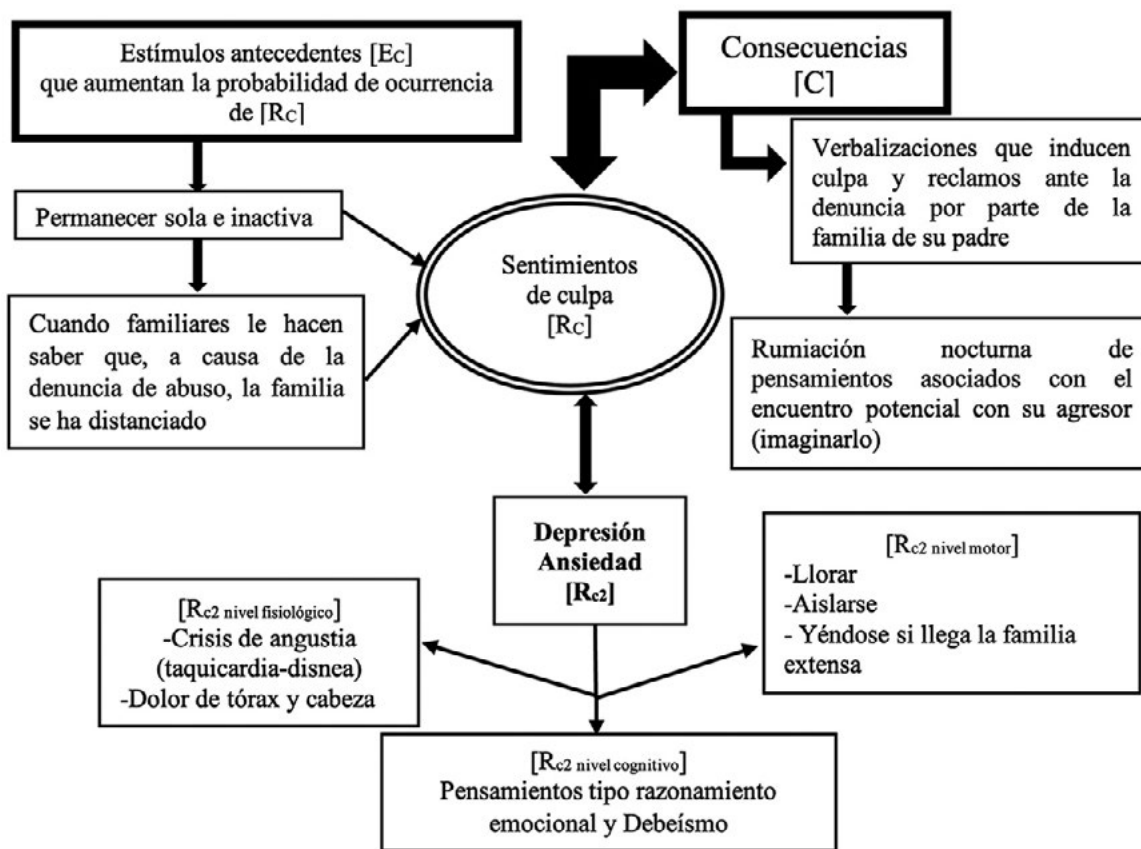 Estímulos antecedentes [Ec]
que aumentan la probabilidad de ocurrencia
de [Rc]
Permanecer sola e inactiva
Cuando familiares le hacen
saber que, a causa de la
denuncia de abuso, la familia
se ha distanciado
Sentimientos
de culpa
[Rc]
Consecuencias
[C]
Verbalizaciones que inducen
culpa y reclamos ante la
denuncia por parte de la
familia de su padre
Rumiación nocturna de
pensamientos asociados con el
encuentro potencial con su agresor
(imaginarlo)
Depresión
Ansiedad
[Rc2]
[Rc2 nivel fisiológico]
-Crisis de angustia
(taquicardia-disnea)
-Dolor de tórax y cabeza
[Rc2 nivel motor]
-Llorar
-Aislarse
- Yéndose si llega la familia
extensa
[Rc2 nivel cognitivo]
Pensamientos tipo razonamiento
emocional y Debeísmo